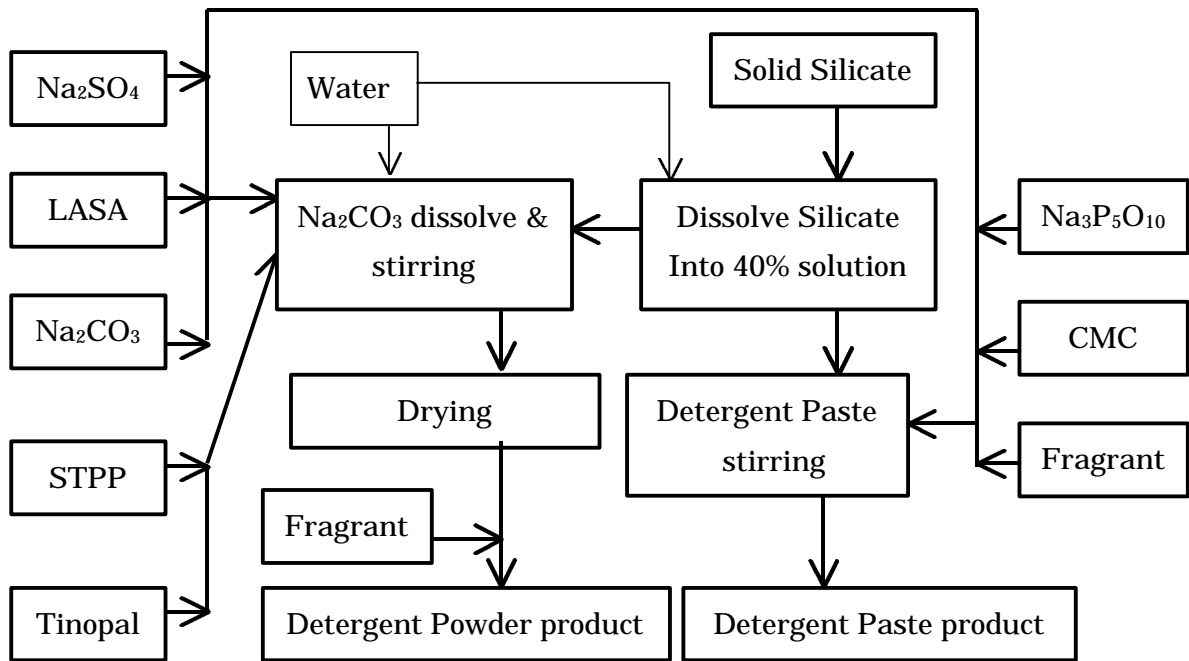 Na₂SO₄
Water
Solid Silicate
LASA
Na₂CO₃ dissolve &
stirring
Dissolve Silicate
Into 40% solution
Na₃P₅O₁₀
Na₂CO₃
CMC
Drying
Detergent Paste
stirring
STPP
Fragrant
Fragrant
Tinopal
Detergent Powder product
Detergent Paste product